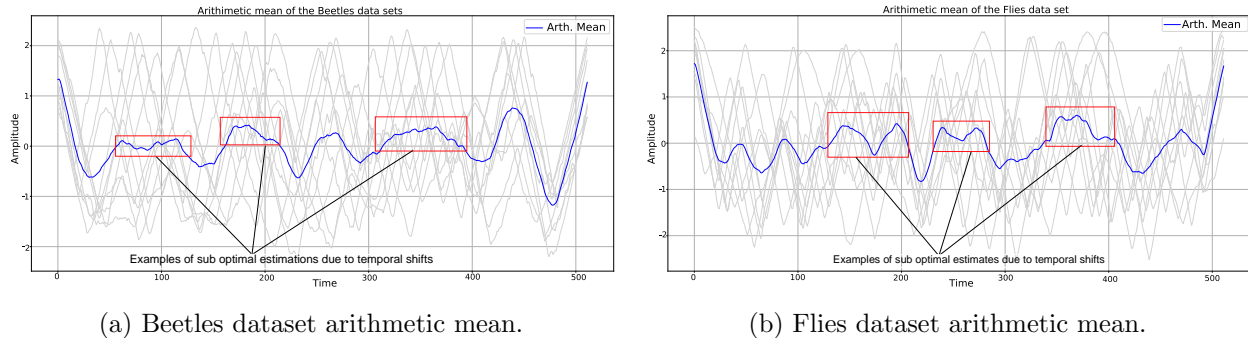 Arithimetic mean of the Beetles data sets
Arth. Mean
Amplitude
2
1
0
-1
-2
0
100
200
300
400
500
Examples of sub optimal estimations due to temporal shifts
Time
(a) Beetles dataset arithmetic mean.
Arithmetic mean of the Flies data set
Arth. Mean
Amplitude
2
1
0
-1
-2
0
100
200
300
400
500
Examples of sub optimal estimates due to temporal shifts
Time
(b) Flies dataset arithmetic mean.